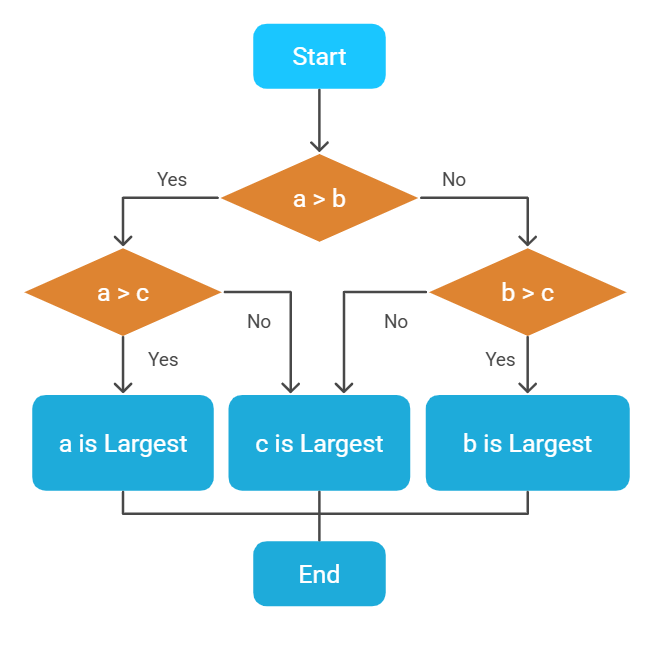 Start
Yes
No
a > b
a > c
b > c
No
No
Yes
Yes
a is Largest
c is Largest
b is Largest
End